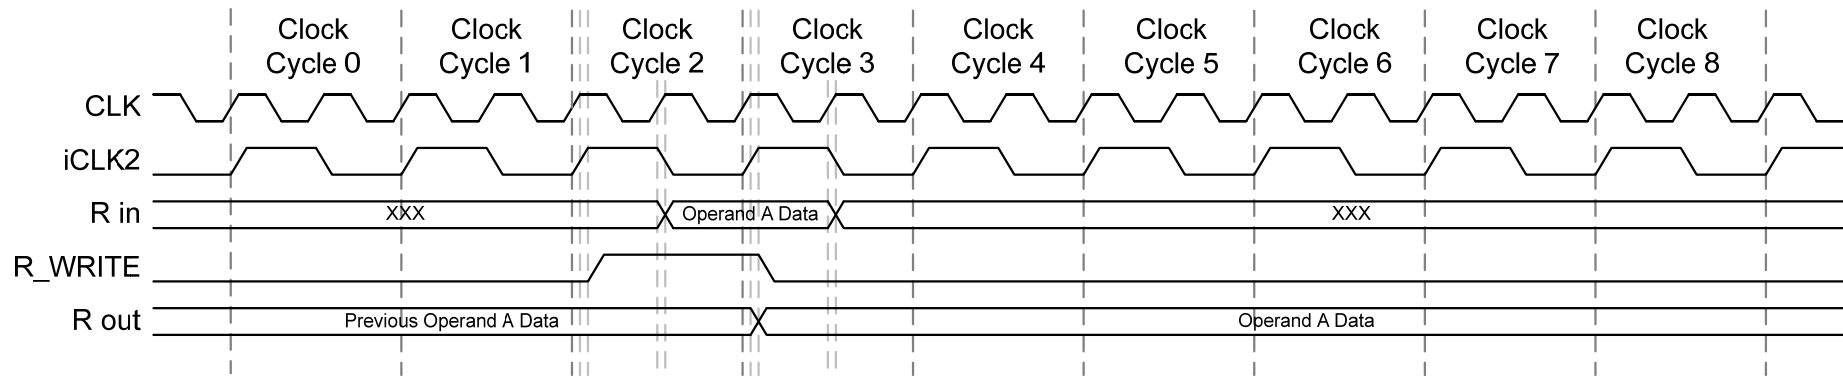 Clock Cycle 0
Clock Cycle 1
Clock Cycle 2
Clock Cycle 3
Clock Cycle 4
Clock Cycle 5
Clock Cycle 6
Clock Cycle 7
Clock Cycle 8
CLK
iCLK2
R in
XXX
Operand A Data
XXX
R_WRITE
R out
Previous Operand A Data
Operand A Data